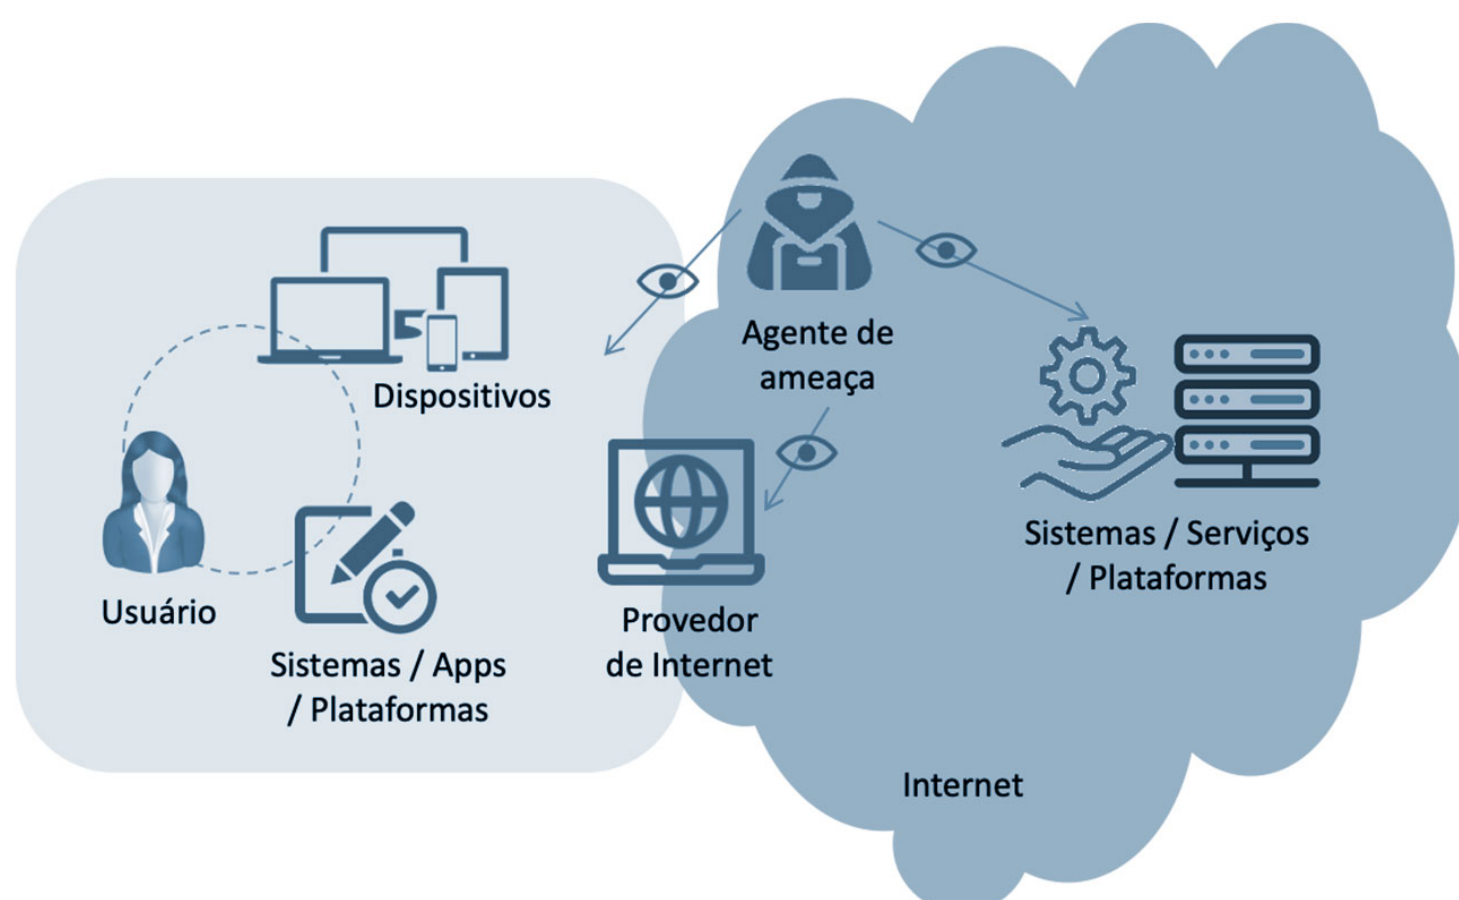 Agente de
ameaça
Dispositivos
Usuário
Sistemas / Apps
/ Plataformas
Provedor
de Internet
Sistemas / Serviços
/ Plataformas
Internet